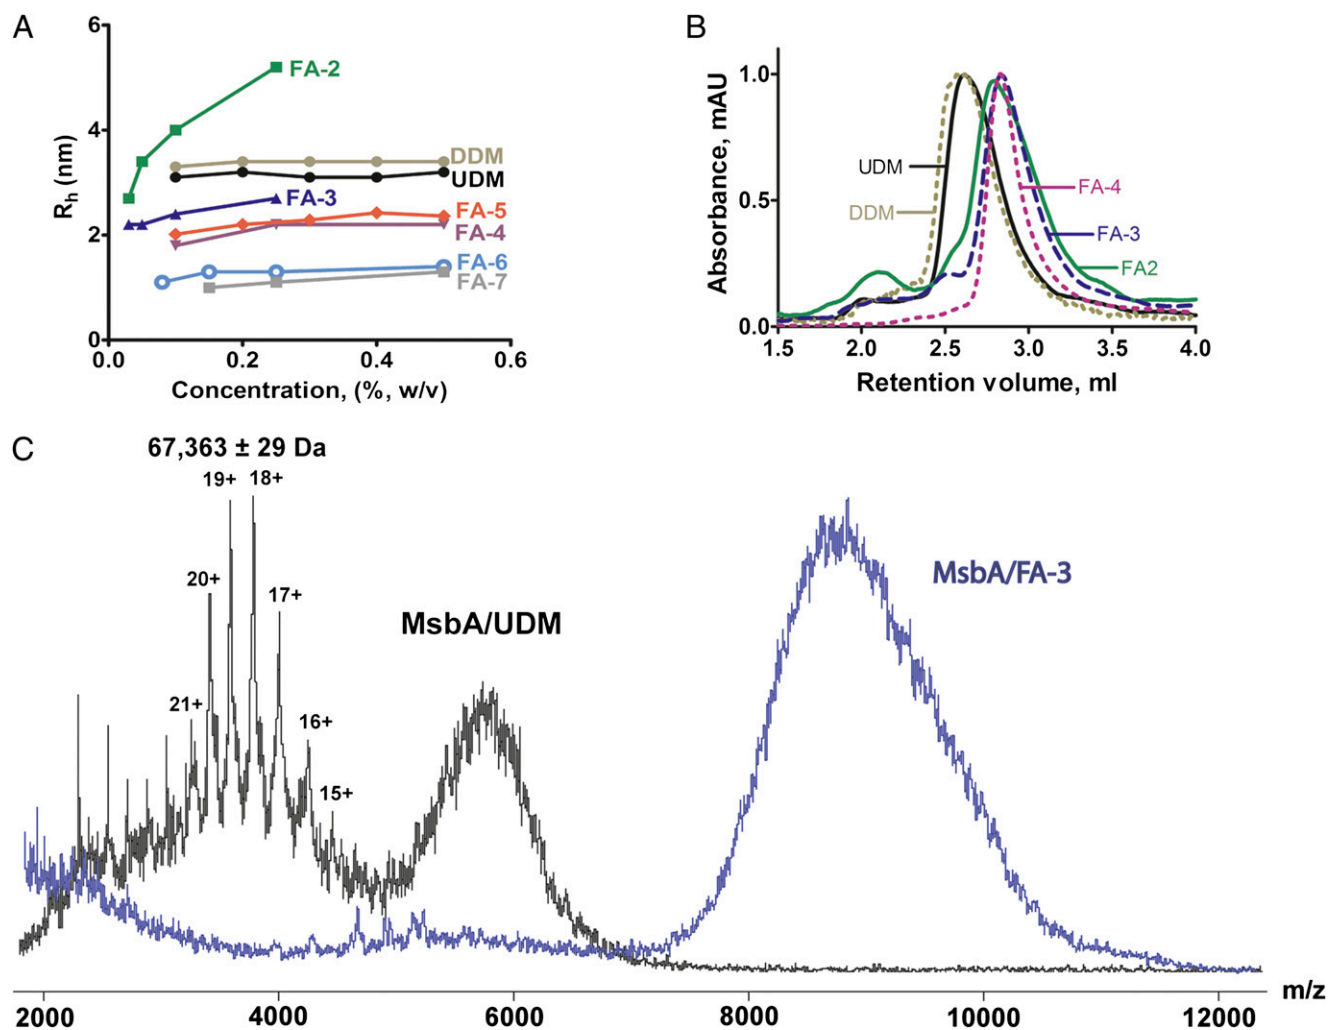 A
6
4
2
0
R_h (nm)
0.0
0.2
0.4
0.6
Concentration, (%, w/v)
FA-2
DDM
UDM
FA-3
FA-5
FA-4
FA-6
FA-7
B
1.0
0.5
0.0
Absorbance, mAU
1.5
2.0
2.5
3.0
3.5
4.0
Retention volume, ml
UDM
DDM
FA-4
FA-3
FA2
C
67,363 ± 29 Da
19+
18+
20+
17+
21+
16+
15+
MsbA/UDM
MsbA/FA-3
2000
4000
6000
8000
10000
12000
m/z